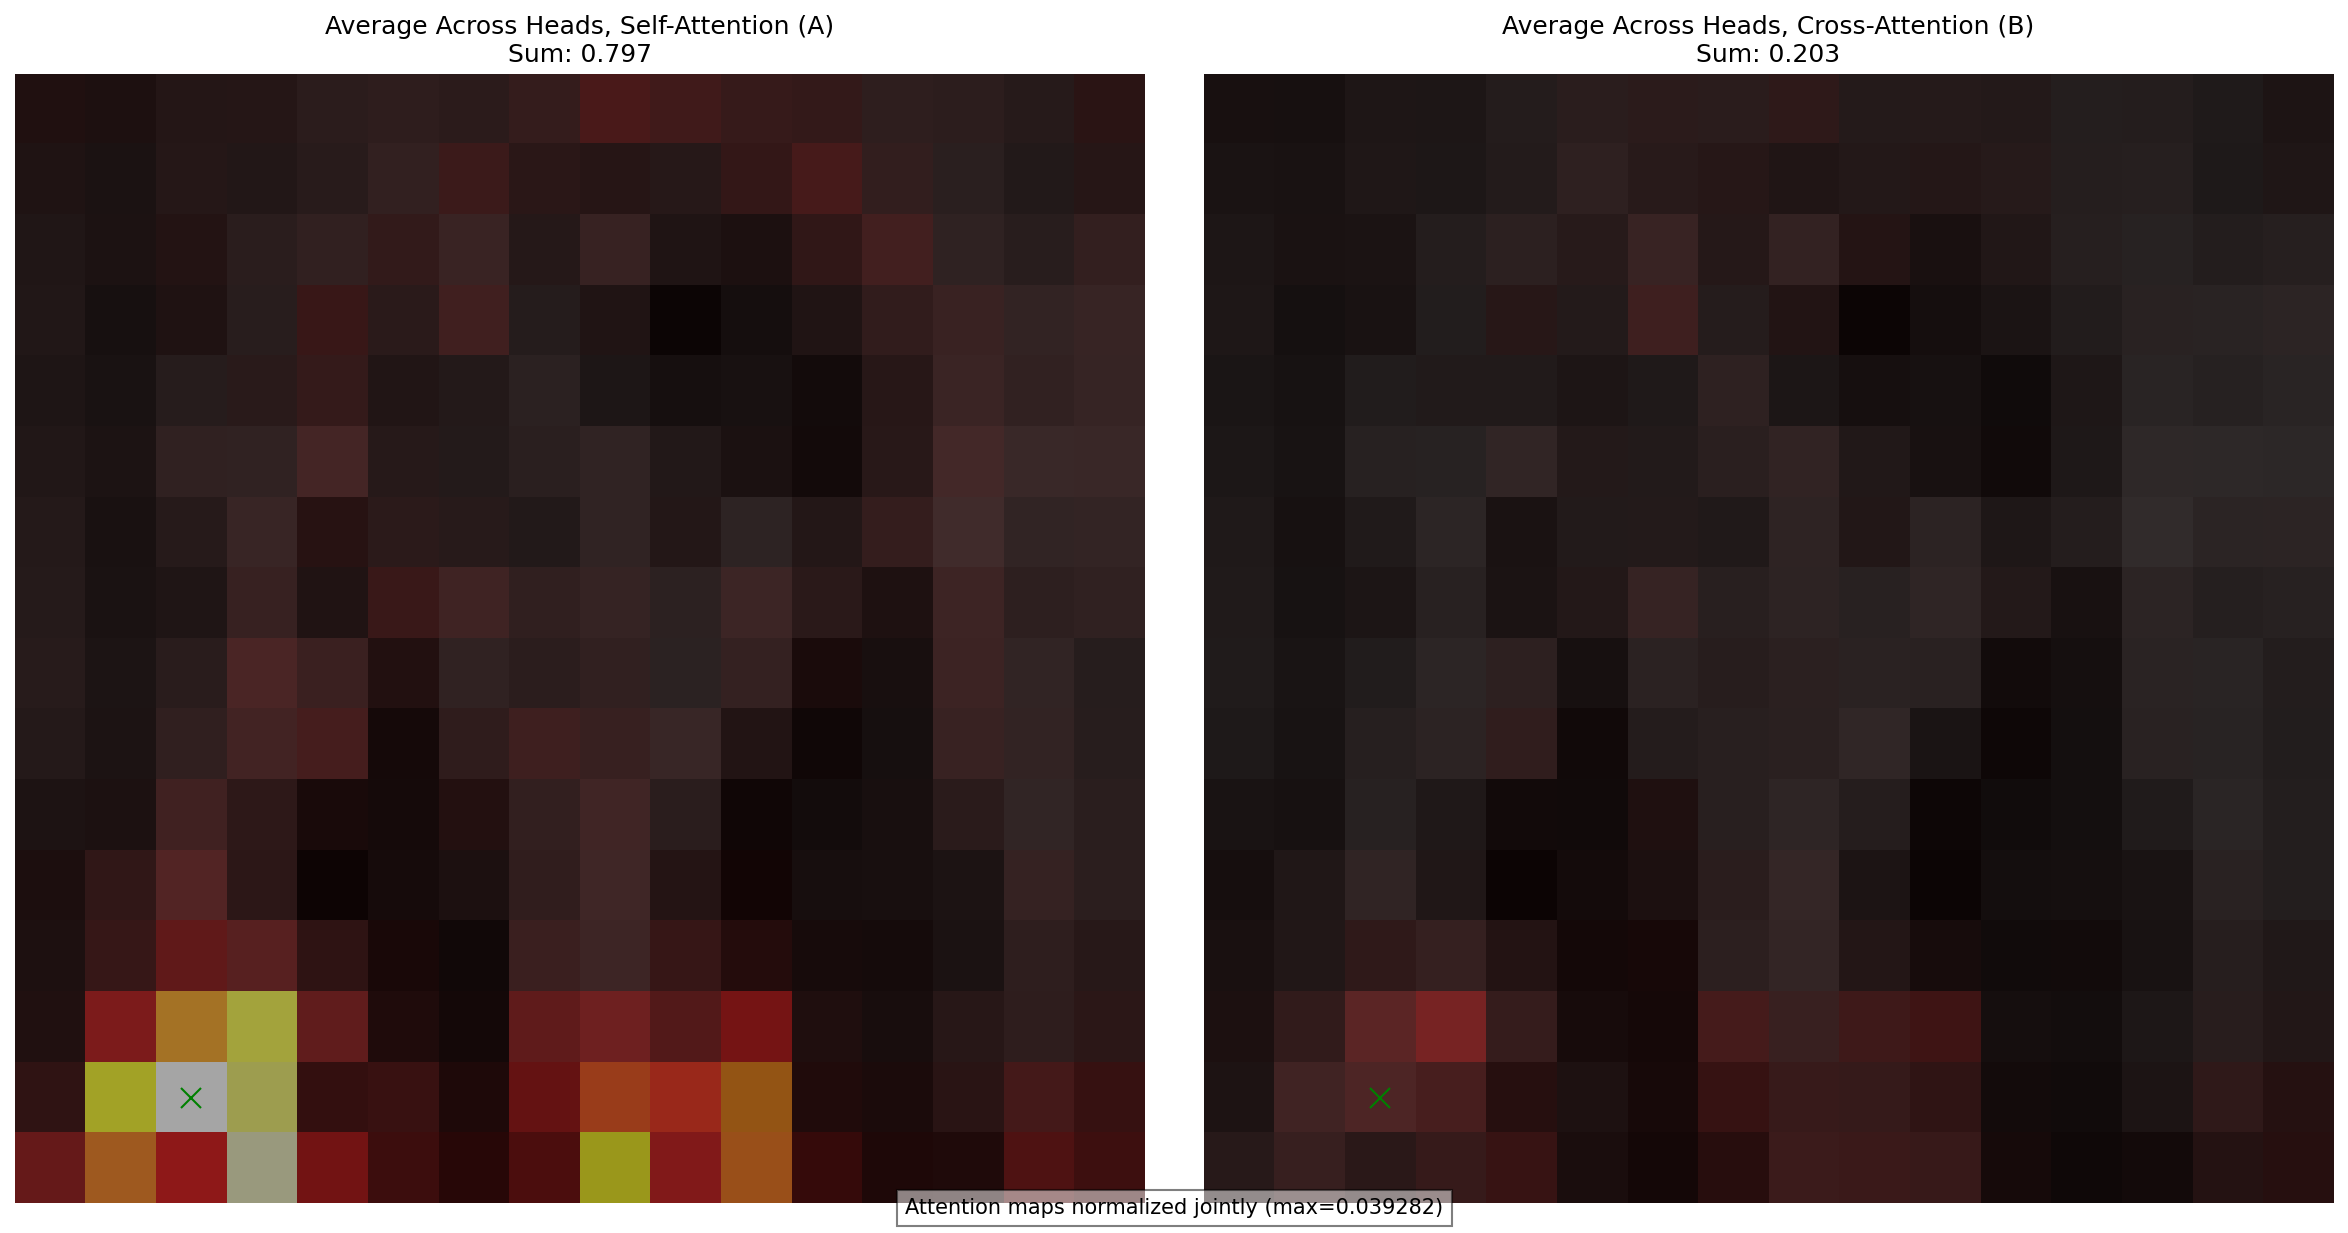 Average Across Heads, Self-Attention (A)
Sum: 0.797
Average Across Heads, Cross-Attention (B)
Sum: 0.203
Attention maps normalized jointly (max=0.039282)